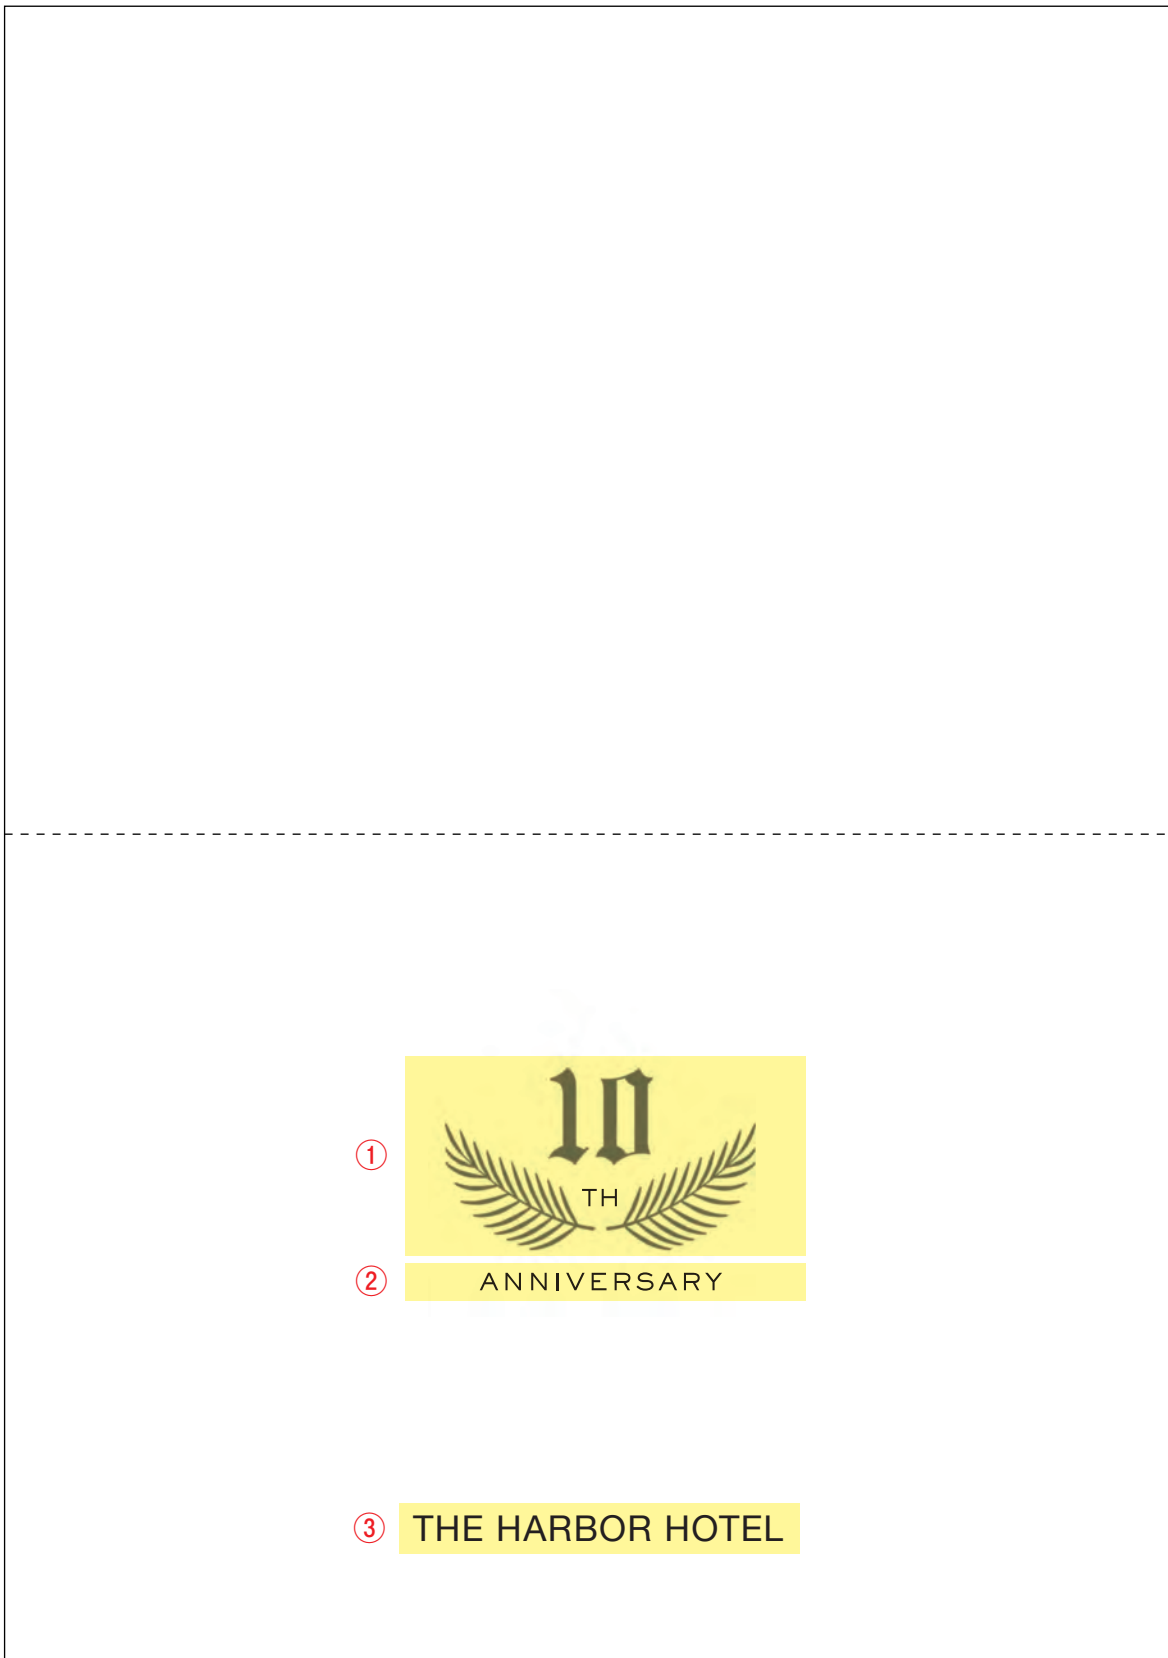 10
① TH
② ANNIVERSARY
③ THE HARBOR HOTEL